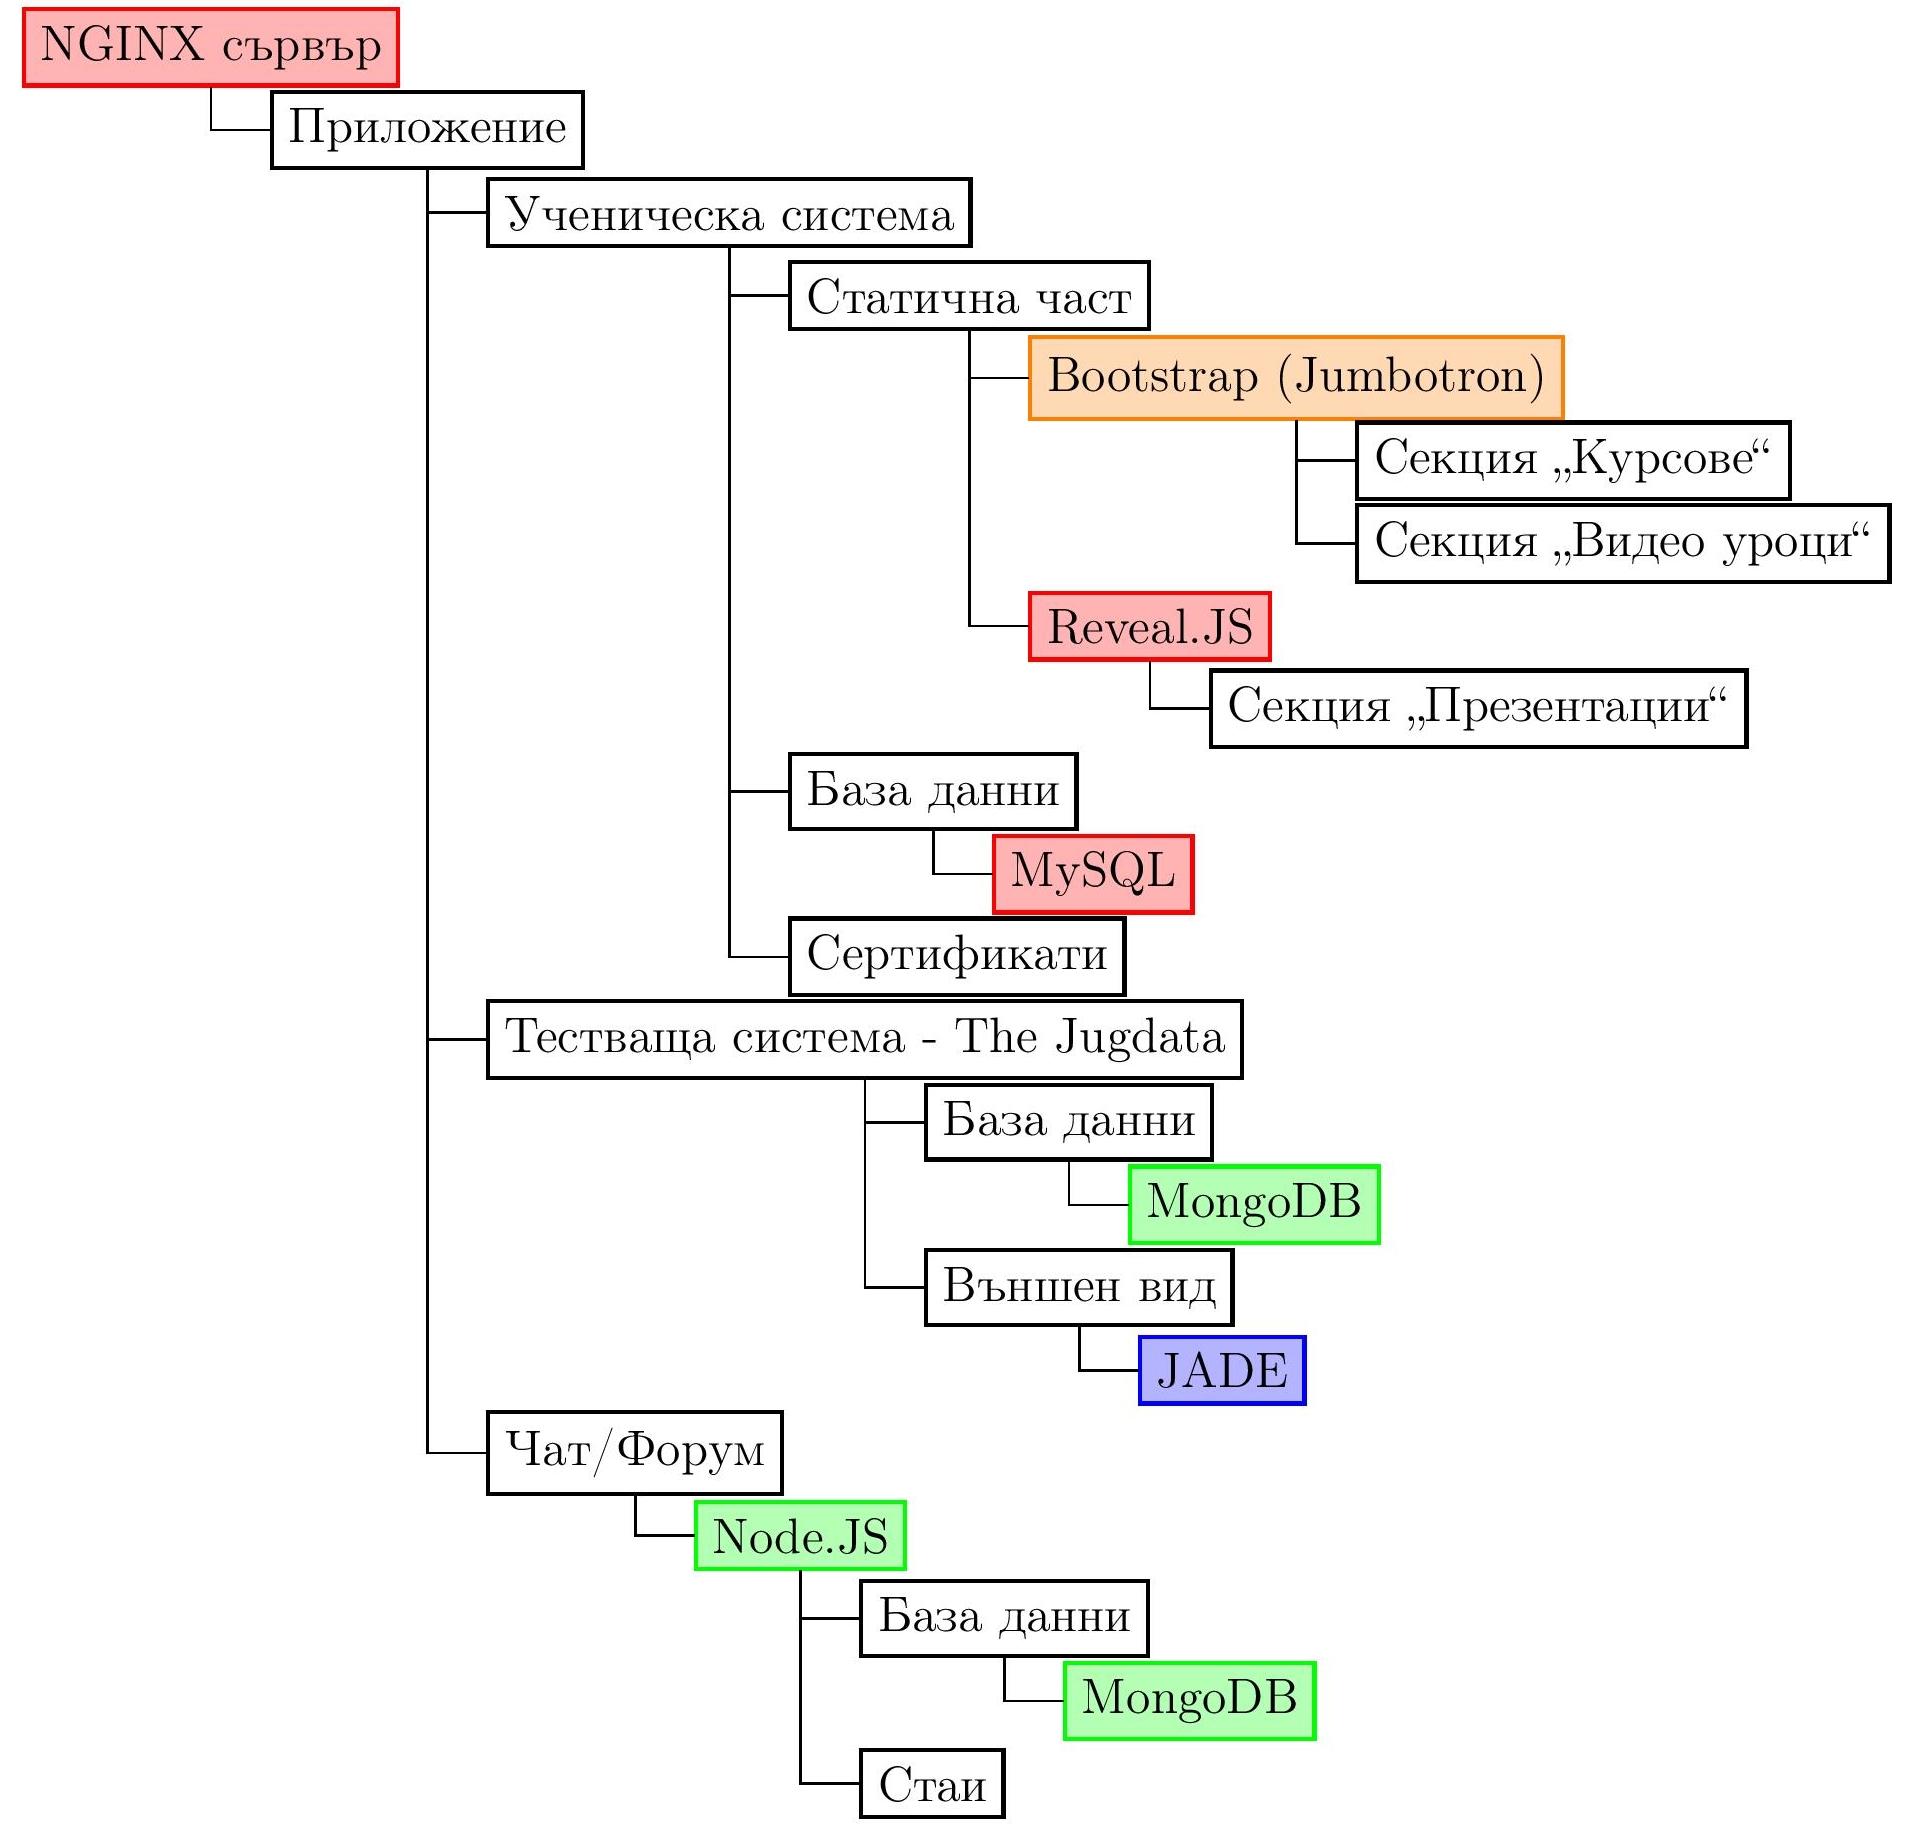 NGINX сървър
Приложение
Ученическа система
Статична част
Bootstrap (Jumbotron)
Секция „Курсове“
Секция „Видео уроци“
Reveal.JS
Секция „Презентации“
База данни
MySQL
Сертификати
Тестваща система - The Jugdata
База данни
MongoDB
Външен вид
JADE
Чат/Форум
Node.JS
База данни
MongoDB
Стаи